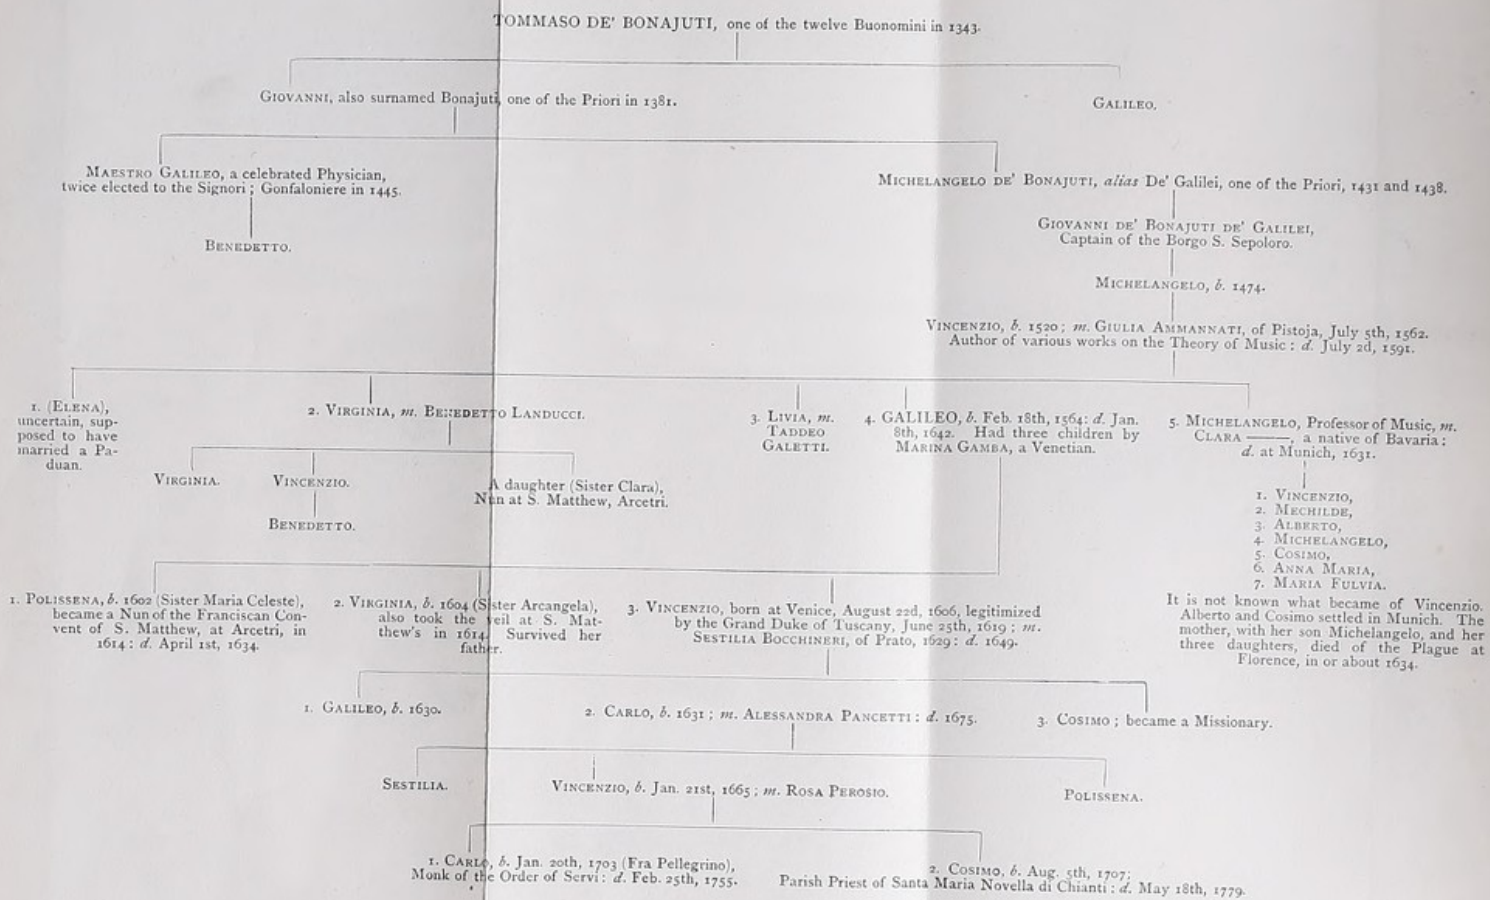 TOMMASO DE' BONAJUTI, one of the twelve Buonomini in 1343.
GIOVANNI, also surnamed Bonajuti, one of the Priori in 1381.
GALILEO.
MAESTRO GALILEO, a celebrated Physician,
twice elected to the Signori; Gonfaloniere in 1445.
MICHELANGELO DE' BONAJUTI, alias De' Galilei, one of the Priori, 1431 and 1438.
BENEDETTO.
GIOVANNI DE' BONAJUTI DE' GALILEI,
Captain of the Borgo S. Sepoloro.
MICHELANGELO, b. 1474.
VINCENZIO, b. 1520; m. GIULIA AMMANNATI, of Pistoja, July 5th, 1562.
Author of various works on the Theory of Music: d. July 2d, 1591.
1. (ELENA),
uncertain, sup-
posed to have
married a Pa-
duan.
2. VIRGINIA, m. BENEDETTO LANDUCCI.
3. LIVIA, m.
TADDEO
GALETTI.
4. GALILEO, b. Feb. 18th, 1564: d. Jan.
8th, 1642. Had three children by
MARINA GAMBA, a Venetian.
5. MICHELANGELO, Professor of Music, m.
CLARA ———, a native of Bavaria:
d. at Munich, 1631.
VIRGINIA.
VINCENZIO.
A daughter (Sister Clara),
Nun at S. Matthew, Arcetri.
BENEDETTO.
1. VINCENZIO,
2. MECHILDE,
3. ALBERTO,
4. MICHELANGELO,
5. COSIMO,
6. ANNA MARIA,
7. MARIA FULVIA.
It is not known what became of Vincenzio.
Alberto and Cosimo settled in Munich. The
mother, with her son Michelangelo, and her
three daughters, died of the Plague at
Florence, in or about 1634.
1. POLISSENA, b. 1602 (Sister Maria Celeste),
became a Nun of the Franciscan Con-
vent of S. Matthew, at Arcetri, in
1614: d. April 1st, 1634.
2. VIRGINIA, b. 1604 (Sister Arcangela),
also took the veil at S. Mat-
thew's in 1614. Survived her
father.
3. VINCENZIO, born at Venice, August 22d, 1606, legitimized
by the Grand Duke of Tuscany, June 25th, 1619; m.
SESTILIA BOCCHINERI, of Prato, 1629: d. 1649.
1. GALILEO, b. 1630.
2. CARLO, b. 1631; m. ALESSANDRA PANCETTI: d. 1675.
3. COSIMO; became a Missionary.
SESTILIA.
VINCENZIO, b. Jan. 21st, 1665; m. ROSA PEROSIO.
POLISSENA.
1. CARLO, b. Jan. 20th, 1703 (Fra Pellegrino),
Monk of the Order of Servi: d. Feb. 25th, 1755.
2. COSIMO, b. Aug. 5th, 1707;
Parish Priest of Santa Maria Novella di Chianti: d. May 18th, 1779.